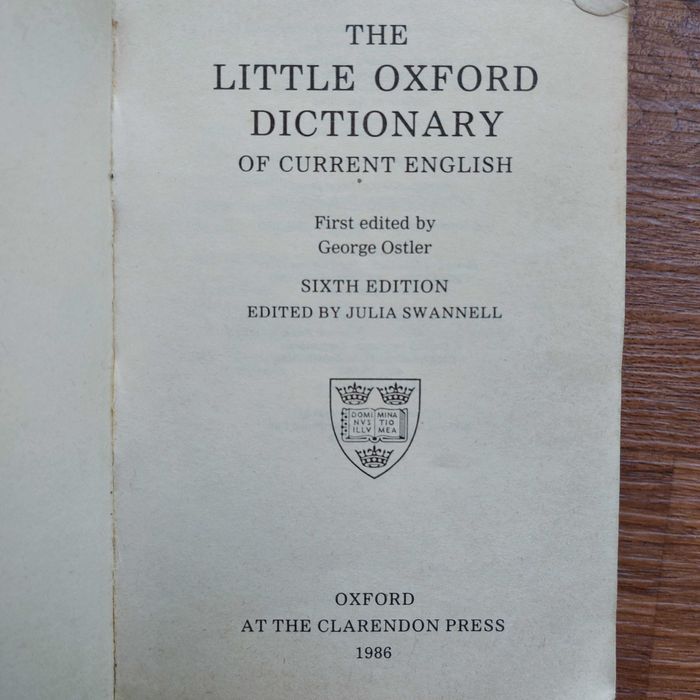 THE
LITTLE OXFORD
DICTIONARY
OF CURRENT ENGLISH
First edited by
George Ostler
SIXTH EDITION
EDITED BY JULIA SWANNELL
DOMI MINA
NVS TIO
ILLV MEA
OXFORD
AT THE CLARENDON PRESS
1986